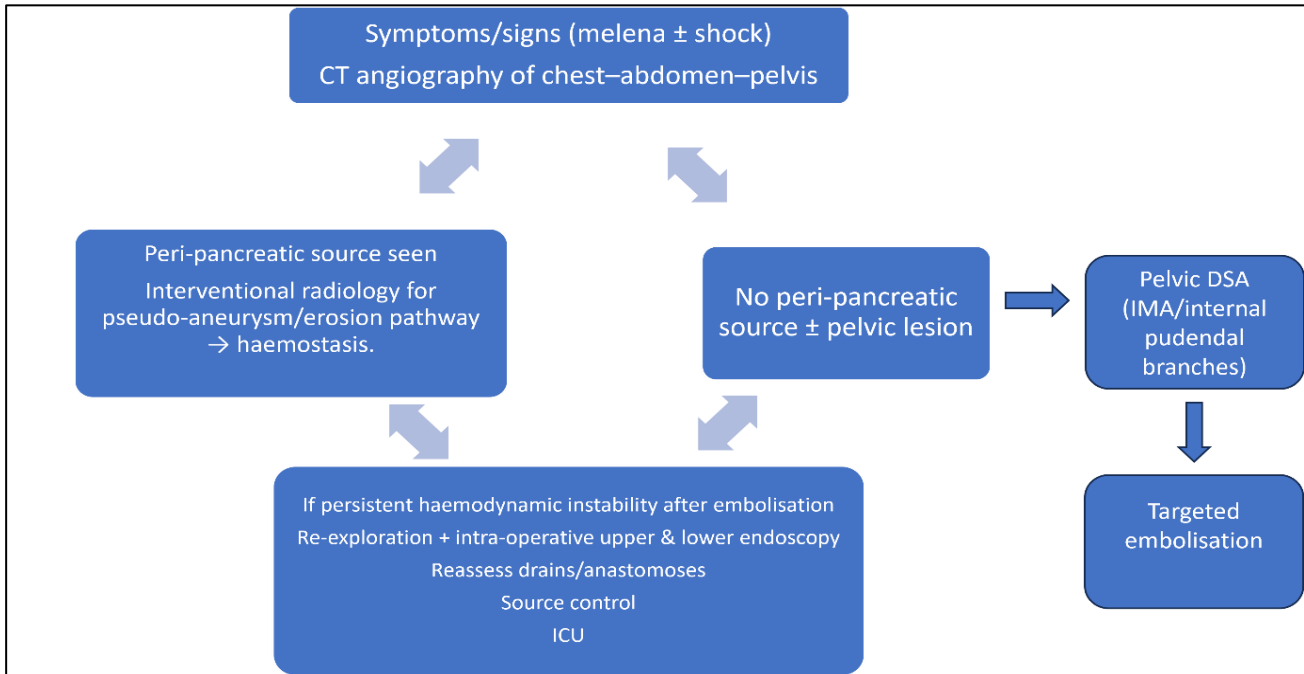 Symptoms/signs (melena ± shock)
CT angiography of chest–abdomen–pelvis
Peri-pancreatic source seen
Interventional radiology for
pseudo-aneurysm/erosion pathway
→ haemostasis.
No peri-pancreatic
source ± pelvic lesion
Pelvic DSA
(IMA/internal
pudendal
branches)
Targeted
embolisation
If persistent haemodynamic instability after embolisation
Re-exploration + intra-operative upper & lower endoscopy
Reassess drains/anastomoses
Source control
ICU